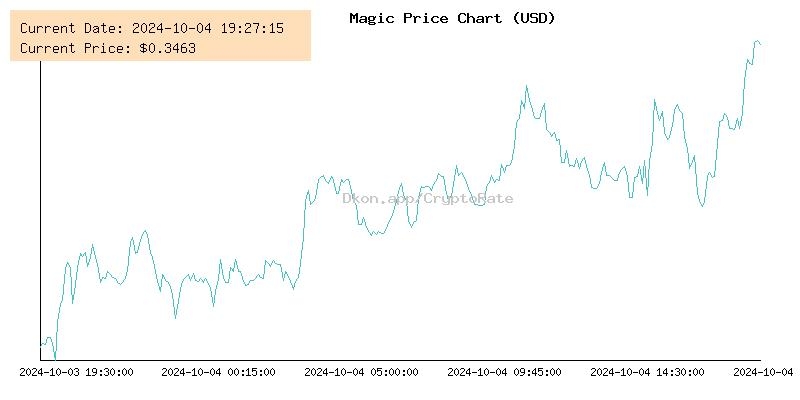 Magic Price Chart (USD)
Current Date: 2024-10-04 19:27:15
Current Price: $0.3463
Dkon.app/CryptoRate
2024-10-03 19:30:00
2024-10-04 00:15:00
2024-10-04 05:00:00
2024-10-04 09:45:00
2024-10-04 14:30:00
2024-10-04